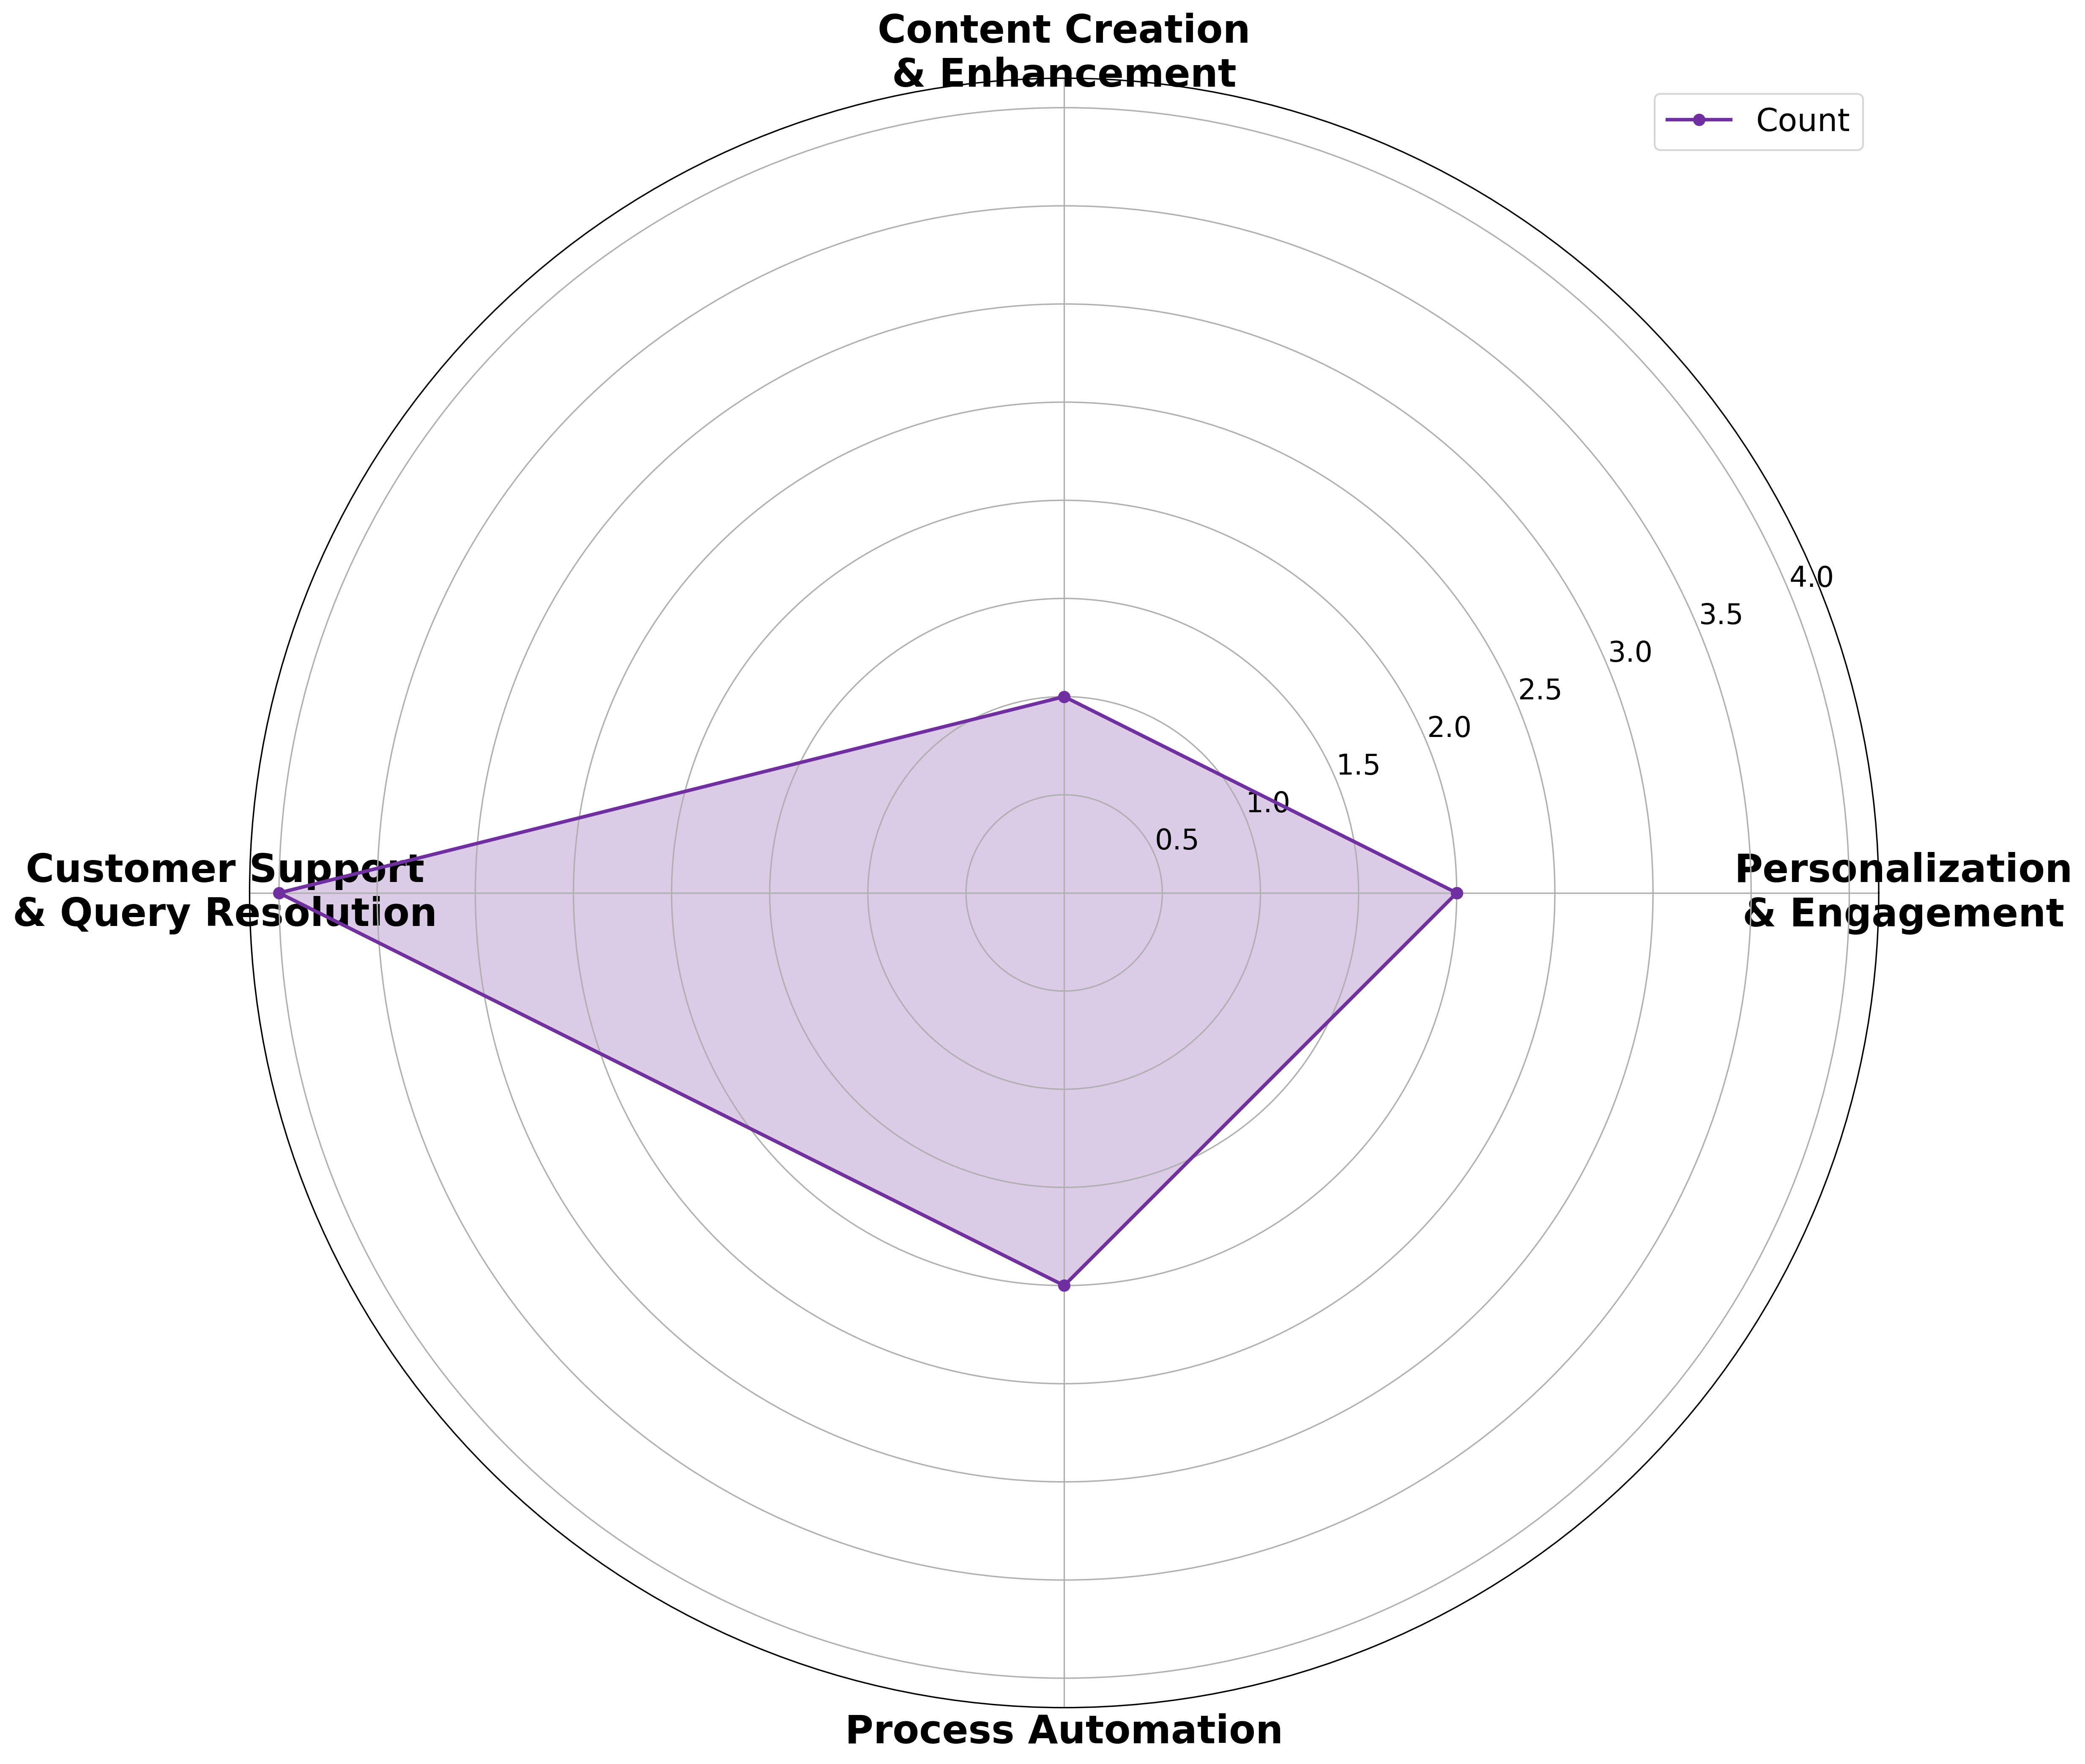 Content Creation
& Enhancement
Count
4.0
3.5
3.0
2.5
2.0
1.5
1.0
0.5
Customer Support
& Query Resolution
Personalization
& Engagement
Process Automation